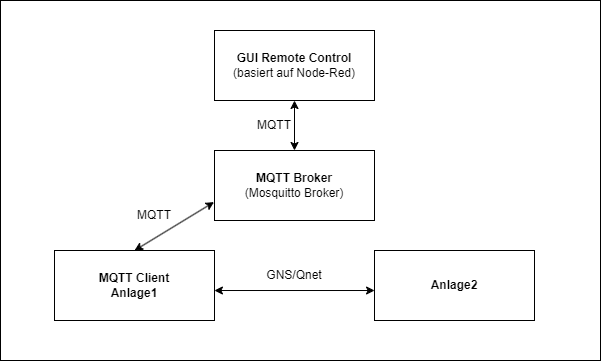 GUI Remote Control
(basiert auf Node-Red)
MQTT
MQTT Broker
(Mosquitto Broker)
MQTT
MQTT Client
Anlage1
GNS/Qnet
Anlage2